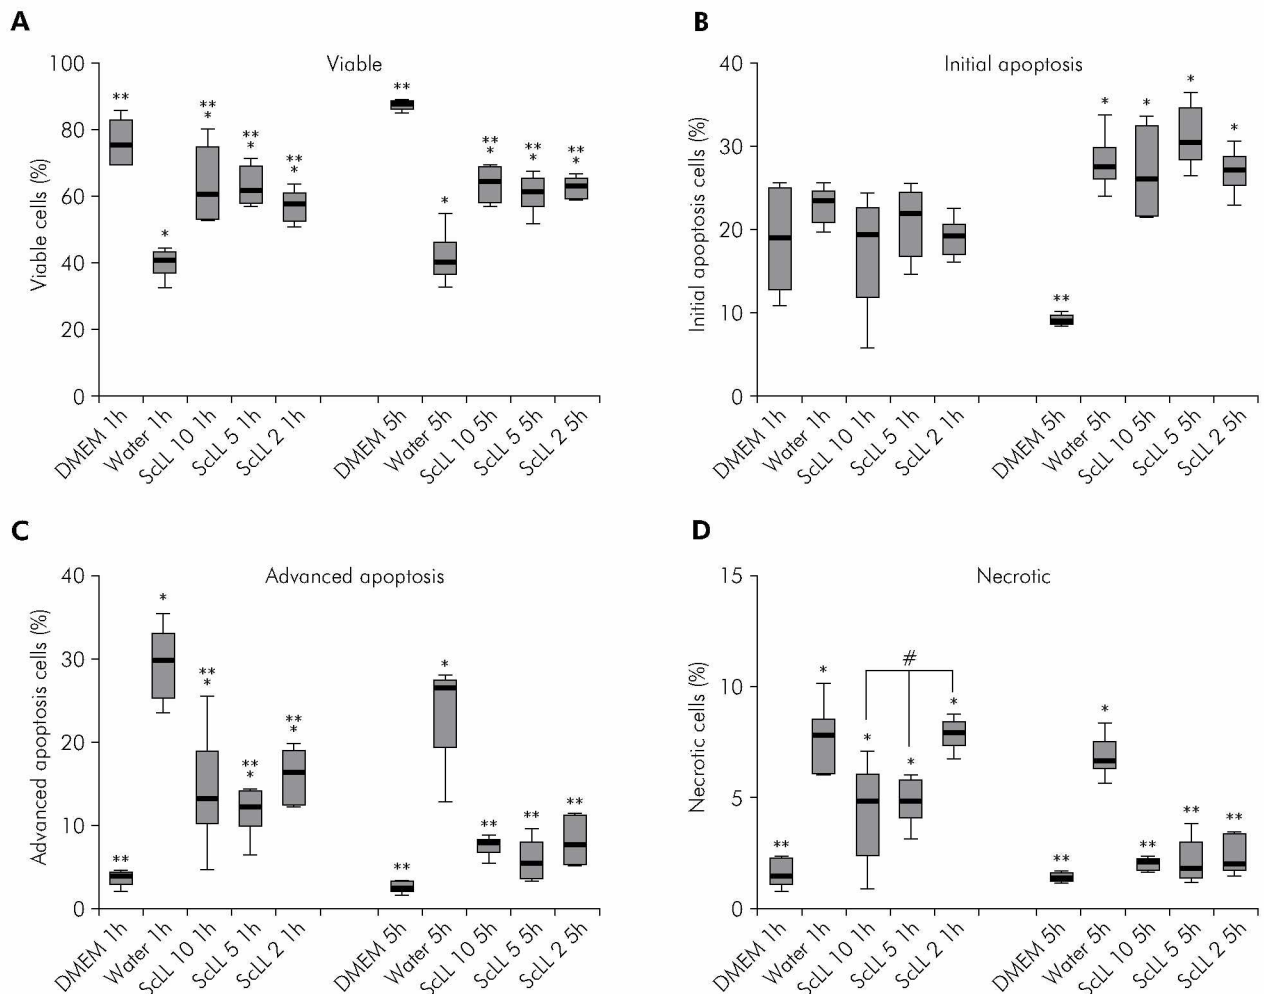 A
Viable
Viable cells (%)
100
80
60
40
20
0
** ** * ** * ** * * ** * ** * ** * ** *
DMEM 1h
Water 1h
ScLL 10 1h
ScLL 5 1h
ScLL 2 1h
DMEM 5h
Water 5h
ScLL 10 5h
ScLL 5 5h
ScLL 2 5h
B
Initial apoptosis
Initial apoptosis cells (%)
40
30
20
10
0
** * * * *
DMEM 1h
Water 1h
ScLL 10 1h
ScLL 5 1h
ScLL 2 1h
DMEM 5h
Water 5h
ScLL 10 5h
ScLL 5 5h
ScLL 2 5h
C
Advanced apoptosis
Advanced apoptosis cells (%)
40
30
20
10
0
** * ** * ** * ** * ** * ** ** **
DMEM 1h
Water 1h
ScLL 10 1h
ScLL 5 1h
ScLL 2 1h
DMEM 5h
Water 5h
ScLL 10 5h
ScLL 5 5h
ScLL 2 5h
D
Necrotic
Necrotic cells (%)
15
10
5
0
#
** * * * * ** * ** ** **
DMEM 1h
Water 1h
ScLL 10 1h
ScLL 5 1h
ScLL 2 1h
DMEM 5h
Water 5h
ScLL 10 5h
ScLL 5 5h
ScLL 2 5h